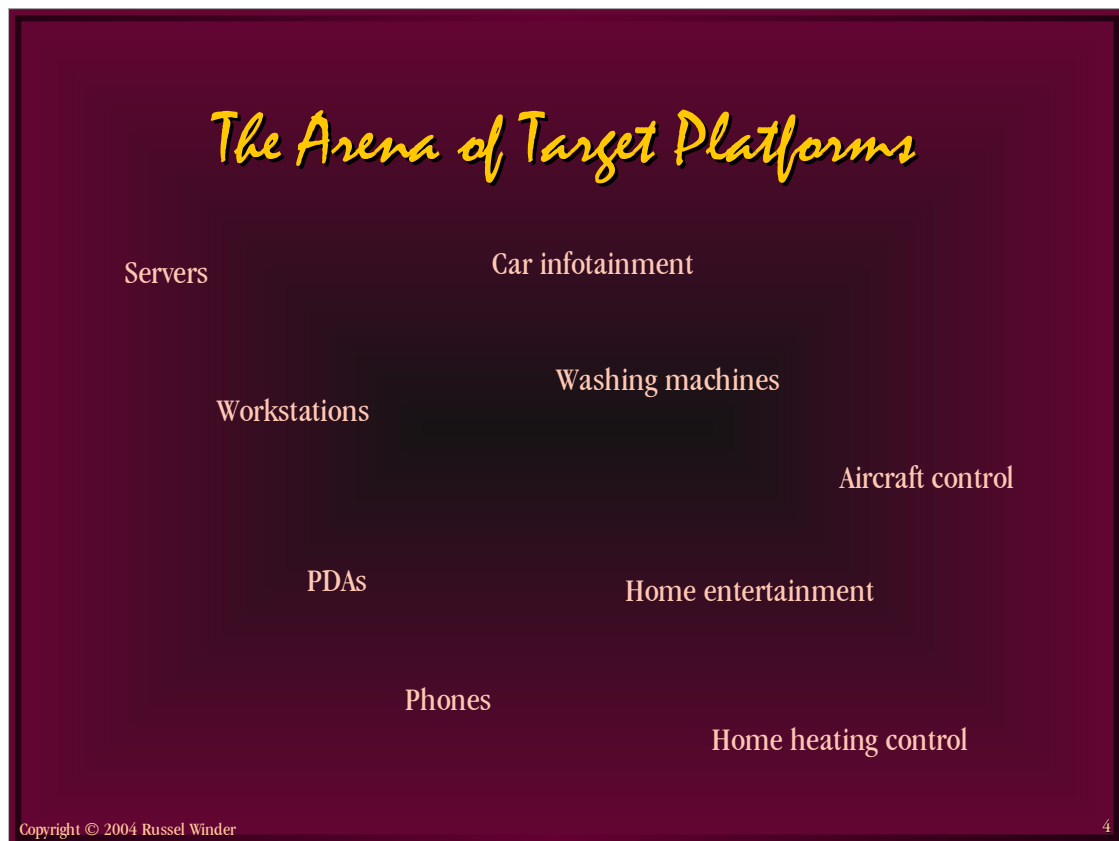 The Arena of Target Platforms
Servers
Car infotainment
Washing machines
Workstations
Aircraft control
PDAs
Home entertainment
Phones
Home heating control
Copyright © 2004 Russel Winder
4